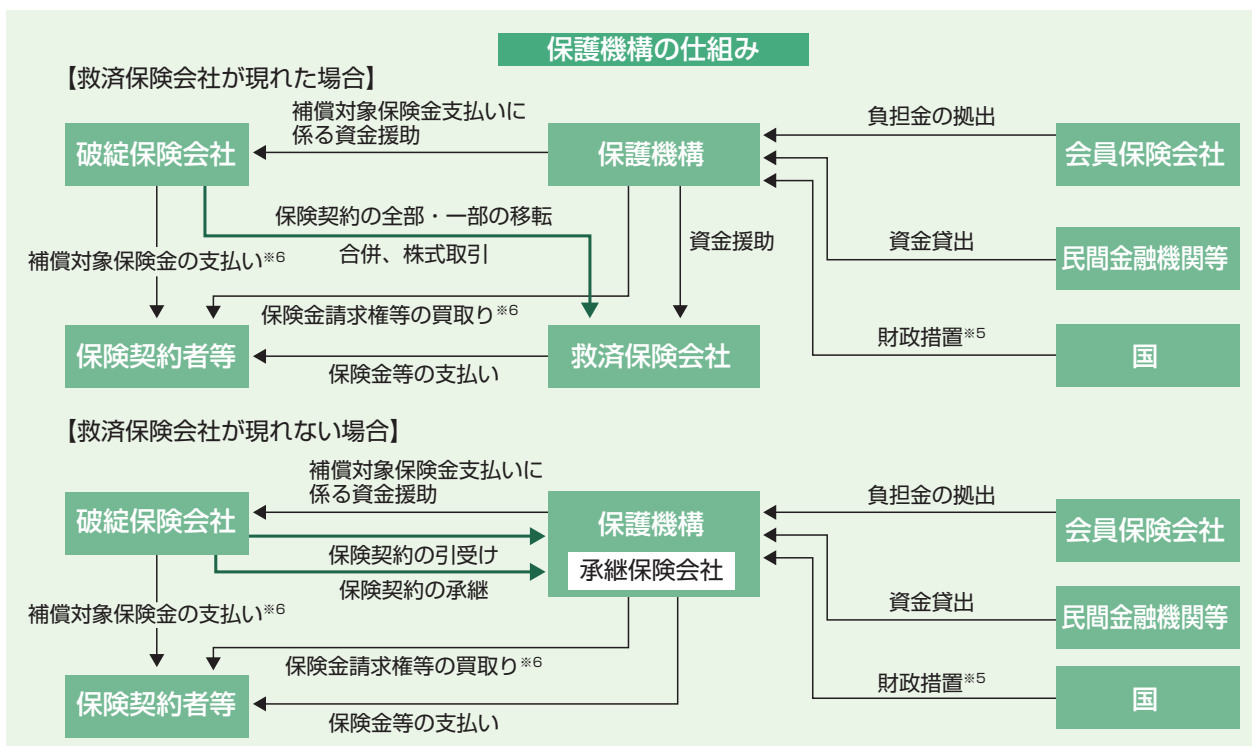 保護機構の仕組み
【救済保険会社が現れた場合】
補償対象保険金支払いに
係る資金援助
負担金の拠出
破綻保険会社
保護機構
会員保険会社
保険契約の全部・一部の移転
合併、株式取引
資金援助
資金貸出
民間金融機関等
補償対象保険金の支払い※6
保険金請求権等の買取り※6
財政措置※5
保険契約者等
救済保険会社
国
保険金等の支払い
【救済保険会社が現れない場合】
補償対象保険金支払いに
係る資金援助
負担金の拠出
破綻保険会社
保護機構
会員保険会社
保険契約の引受け
承継保険会社
保険契約の承継
資金貸出
民間金融機関等
補償対象保険金の支払い※6
保険金請求権等の買取り※6
財政措置※5
保険契約者等
国
保険金等の支払い